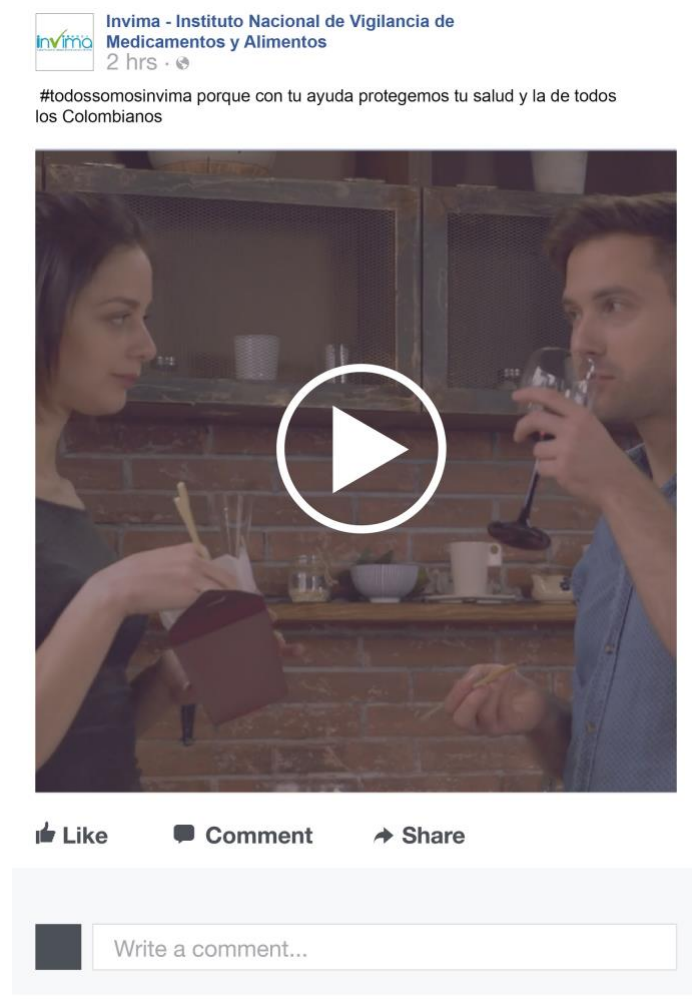 invima
Invima - Instituto Nacional de Vigilancia de
Medicamentos y Alimentos
2 hrs ·
#todossomosinvima porque con tu ayuda protegemos tu salud y la de todos
los Colombianos
Like Comment Share
Write a comment...